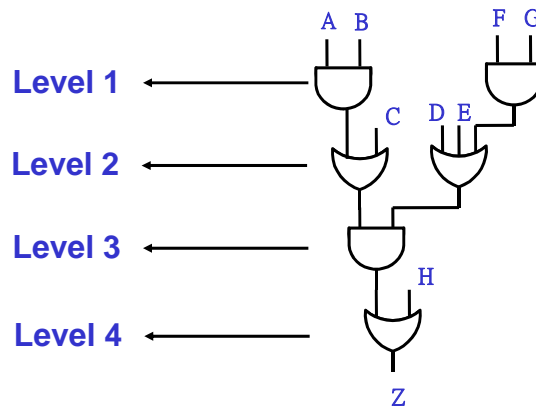 A B F G
Level 1
C D E
Level 2
Level 3
H
Level 4
Z